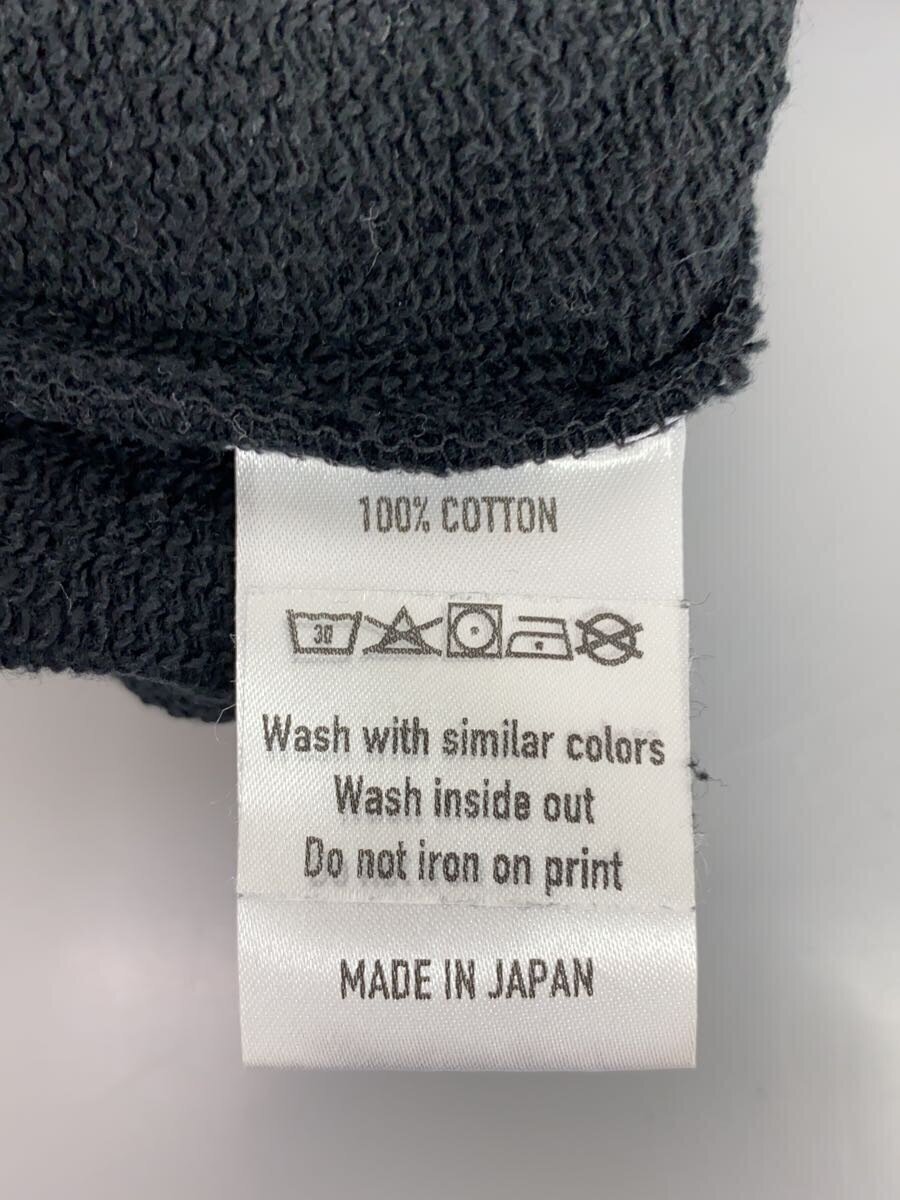 100% COTTON
30
Wash with similar colors
Wash inside out
Do not iron on print
MADE IN JAPAN